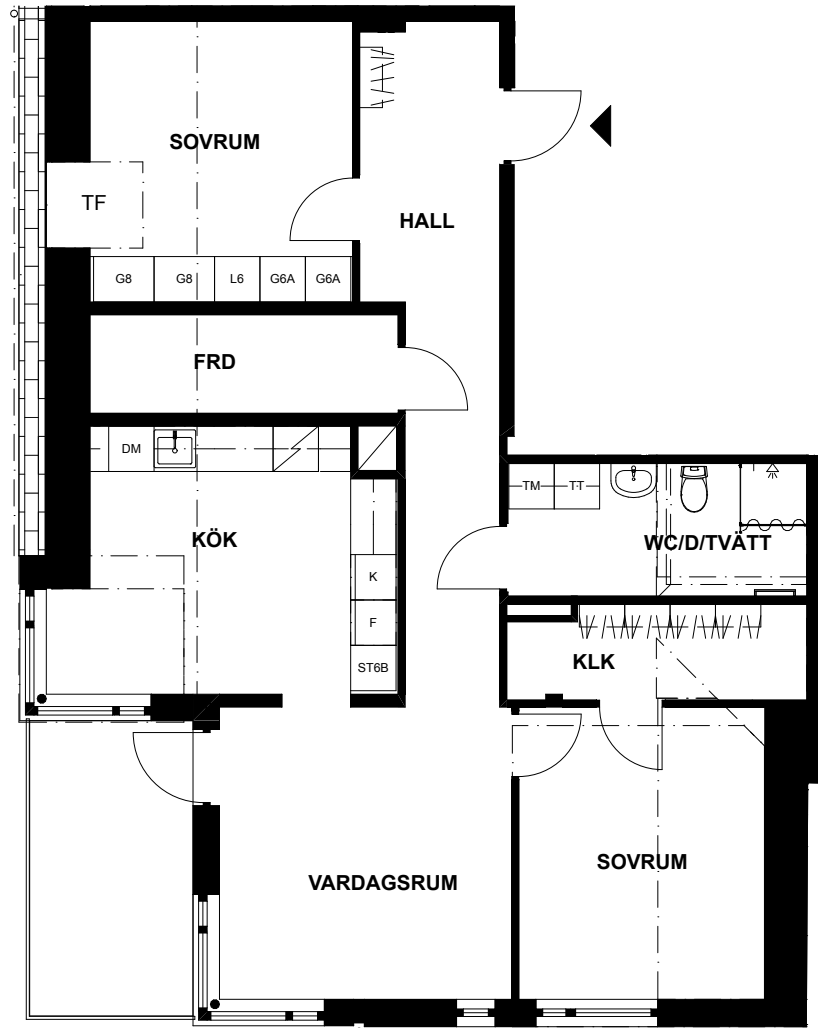 SOVRUM
TF
HALL
G8
G8
L6
G6A
G6A
FRD
DM
TM
TT
KÖK
WC/D/TVÄTT
K
F
ST6B
KLK
SOVRUM
VARDAGSRUM